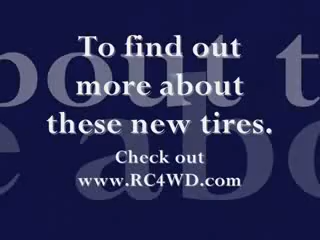 To find out
more about
these new tires.
Check out
www.RC4WD.com